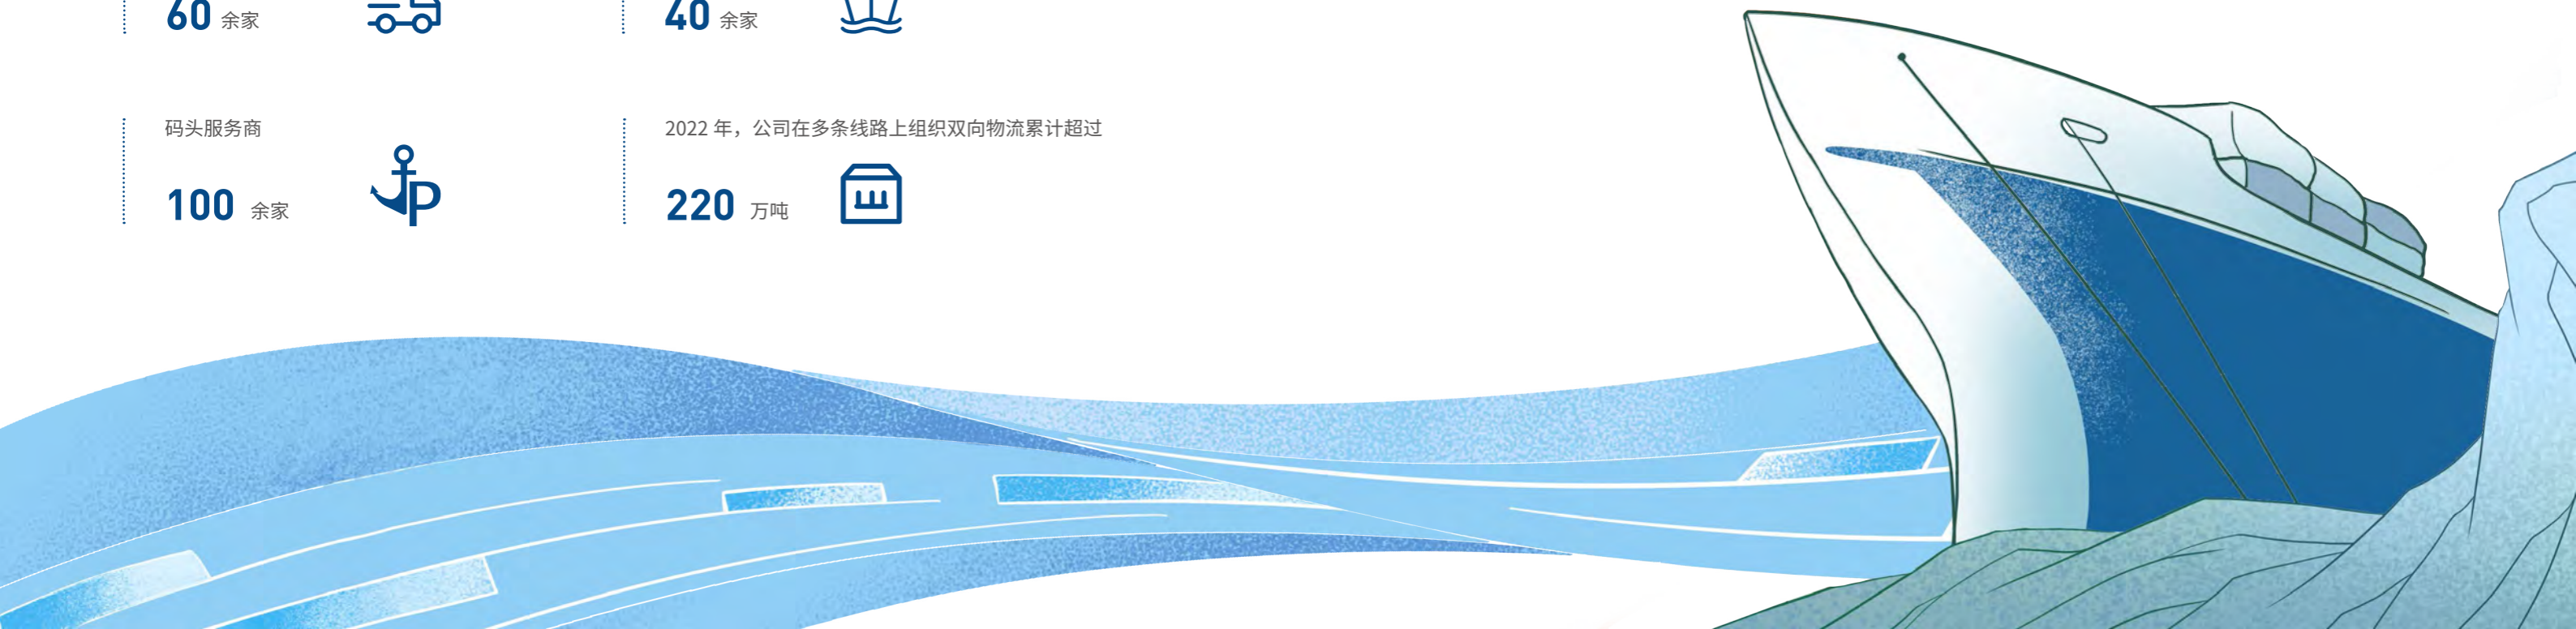 60 余家
40 余家
码头服务商
100 余家
2022 年，公司在多条线路上组织双向物流累计超过
220 万吨